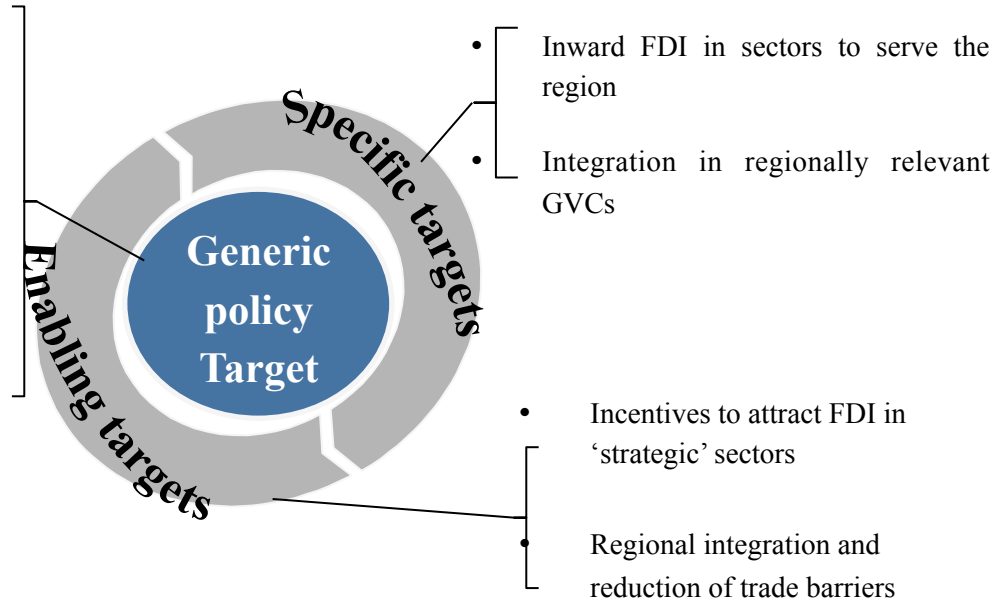 Specific targets
• Inward FDI in sectors to serve the
region
• Integration in regionally relevant
GVCs
Generic
policy
Target
Enabling targets
• Incentives to attract FDI in
‘strategic’ sectors
• Regional integration and
reduction of trade barriers